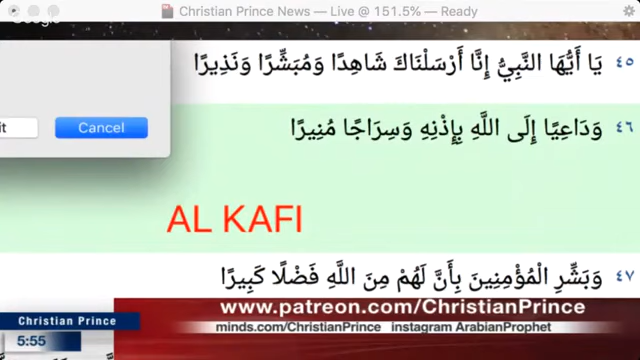 Christian Prince News — Live @ 151.5% — Ready
٤٥ يَا أَيُّهَا النَّبِيُّ إِنَّا أَرْسَلْنَاكَ شَاهِدًا وَمُبَشِّرًا وَنَذِيرًا
Cancel
٤٦ وَدَاعِيًا إِلَى اللَّهِ بِإِذْنِهِ وَسِرَاجًا مُنِيرًا
AL KAFI
٤٧ وَبَشِّرِ الْمُؤْمِنِينَ بِأَنَّ لَهُمْ مِنَ اللَّهِ فَضْلًا كَبِيرًا
www.patreon.com/ChristianPrince
Christian Prince
minds.com/ChristianPrince instagram ArabianProphet
5:55